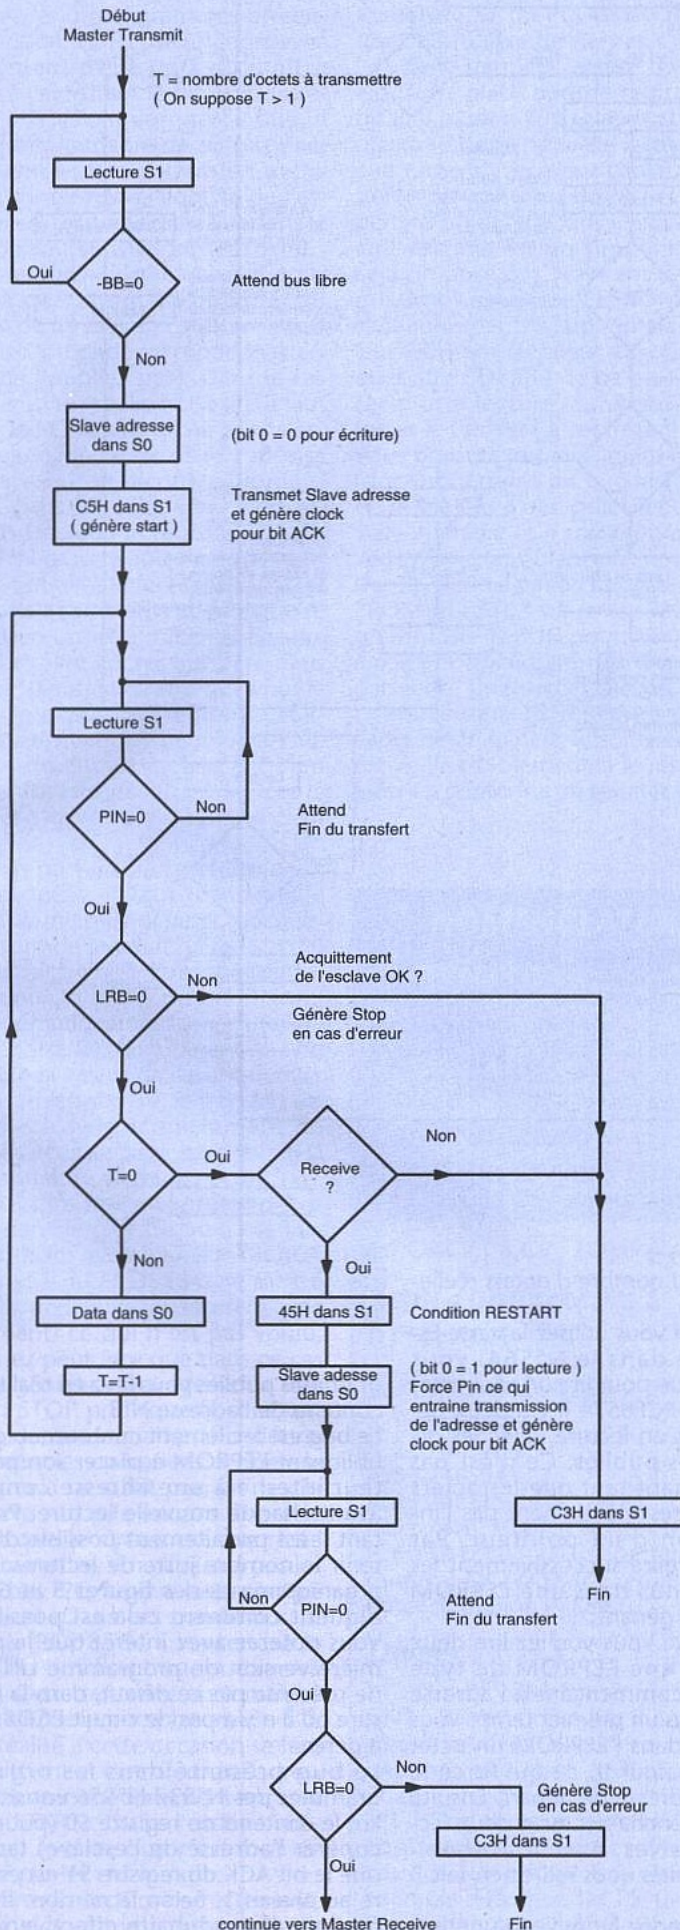 Début
Master Transmit
T = nombre d'octets à transmettre
( On suppose T > 1 )
Lecture S1
Oui
-BB=0
Attend bus libre
Non
Slave adresse
dans S0
(bit 0 = 0 pour écriture)
C5H dans S1
( génère start )
Transmet Slave adresse
et génère clock
pour bit ACK
Lecture S1
PIN=0
Non
Attend
Fin du transfert
Oui
LRB=0
Non
Acquittement
de l'esclave OK ?
Génère Stop
en cas d'erreur
Oui
T=0
Oui
Receive
?
Non
Non
Oui
Data dans S0
45H dans S1
Condition RESTART
T=T-1
Slave adesse
dans S0
( bit 0 = 1 pour lecture )
Force Pin ce qui
entraine transmission
de l'adresse et génère
clock pour bit ACK
Lecture S1
C3H dans S1
Non
PIN=0
Attend
Fin du transfert
Fin
Oui
LRB=0
Non
Génère Stop
en cas d'erreur
C3H dans S1
Oui
continue vers Master Receive
Fin